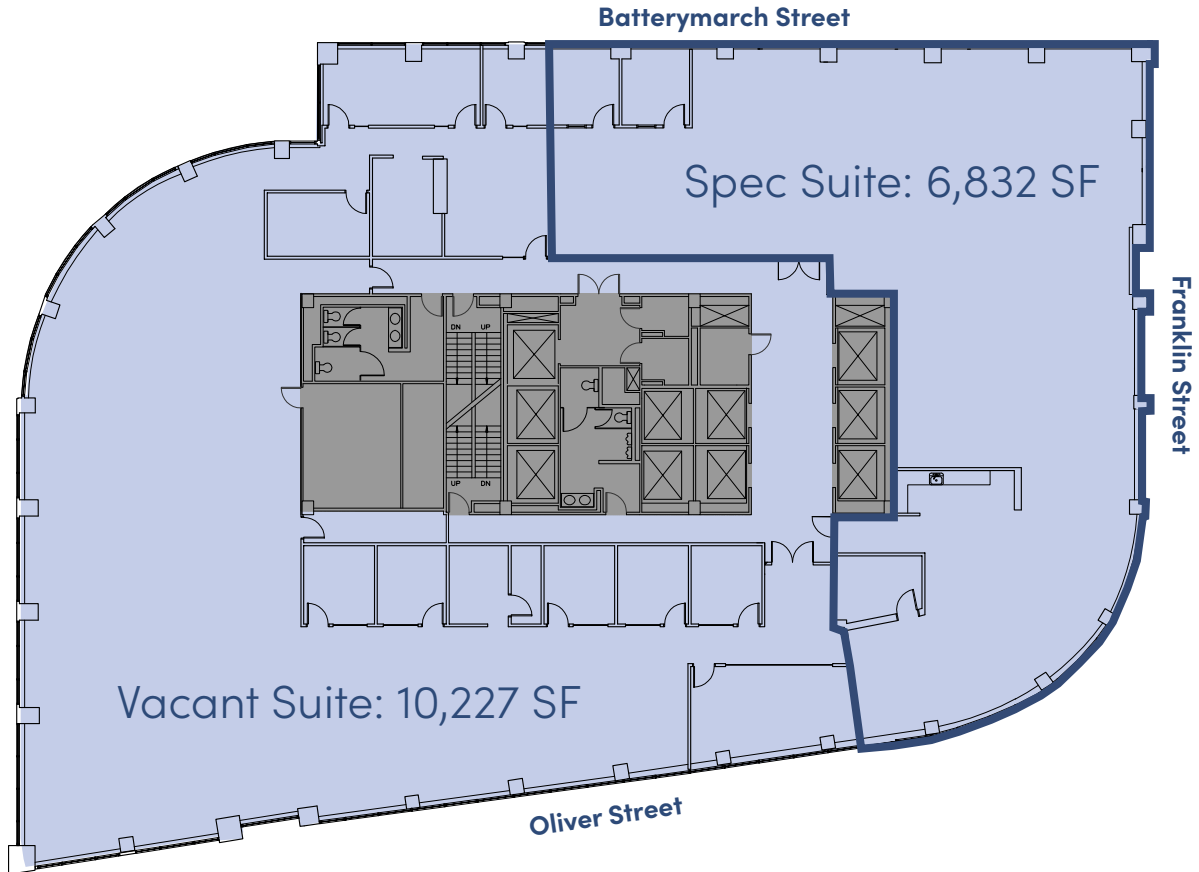 Batterymarch Street
Spec Suite: 6,832 SF
Franklin Street
DN UP
UP DN
Vacant Suite: 10,227 SF
Oliver Street